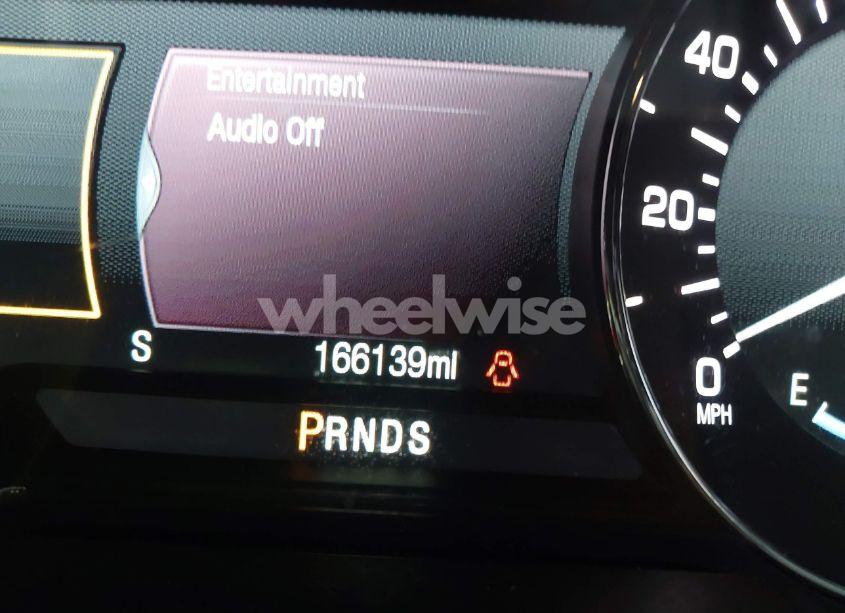 Entertainment
Audio Off
wheelwise
S
166139mi
PRNDS
40
20
0
MPH
E